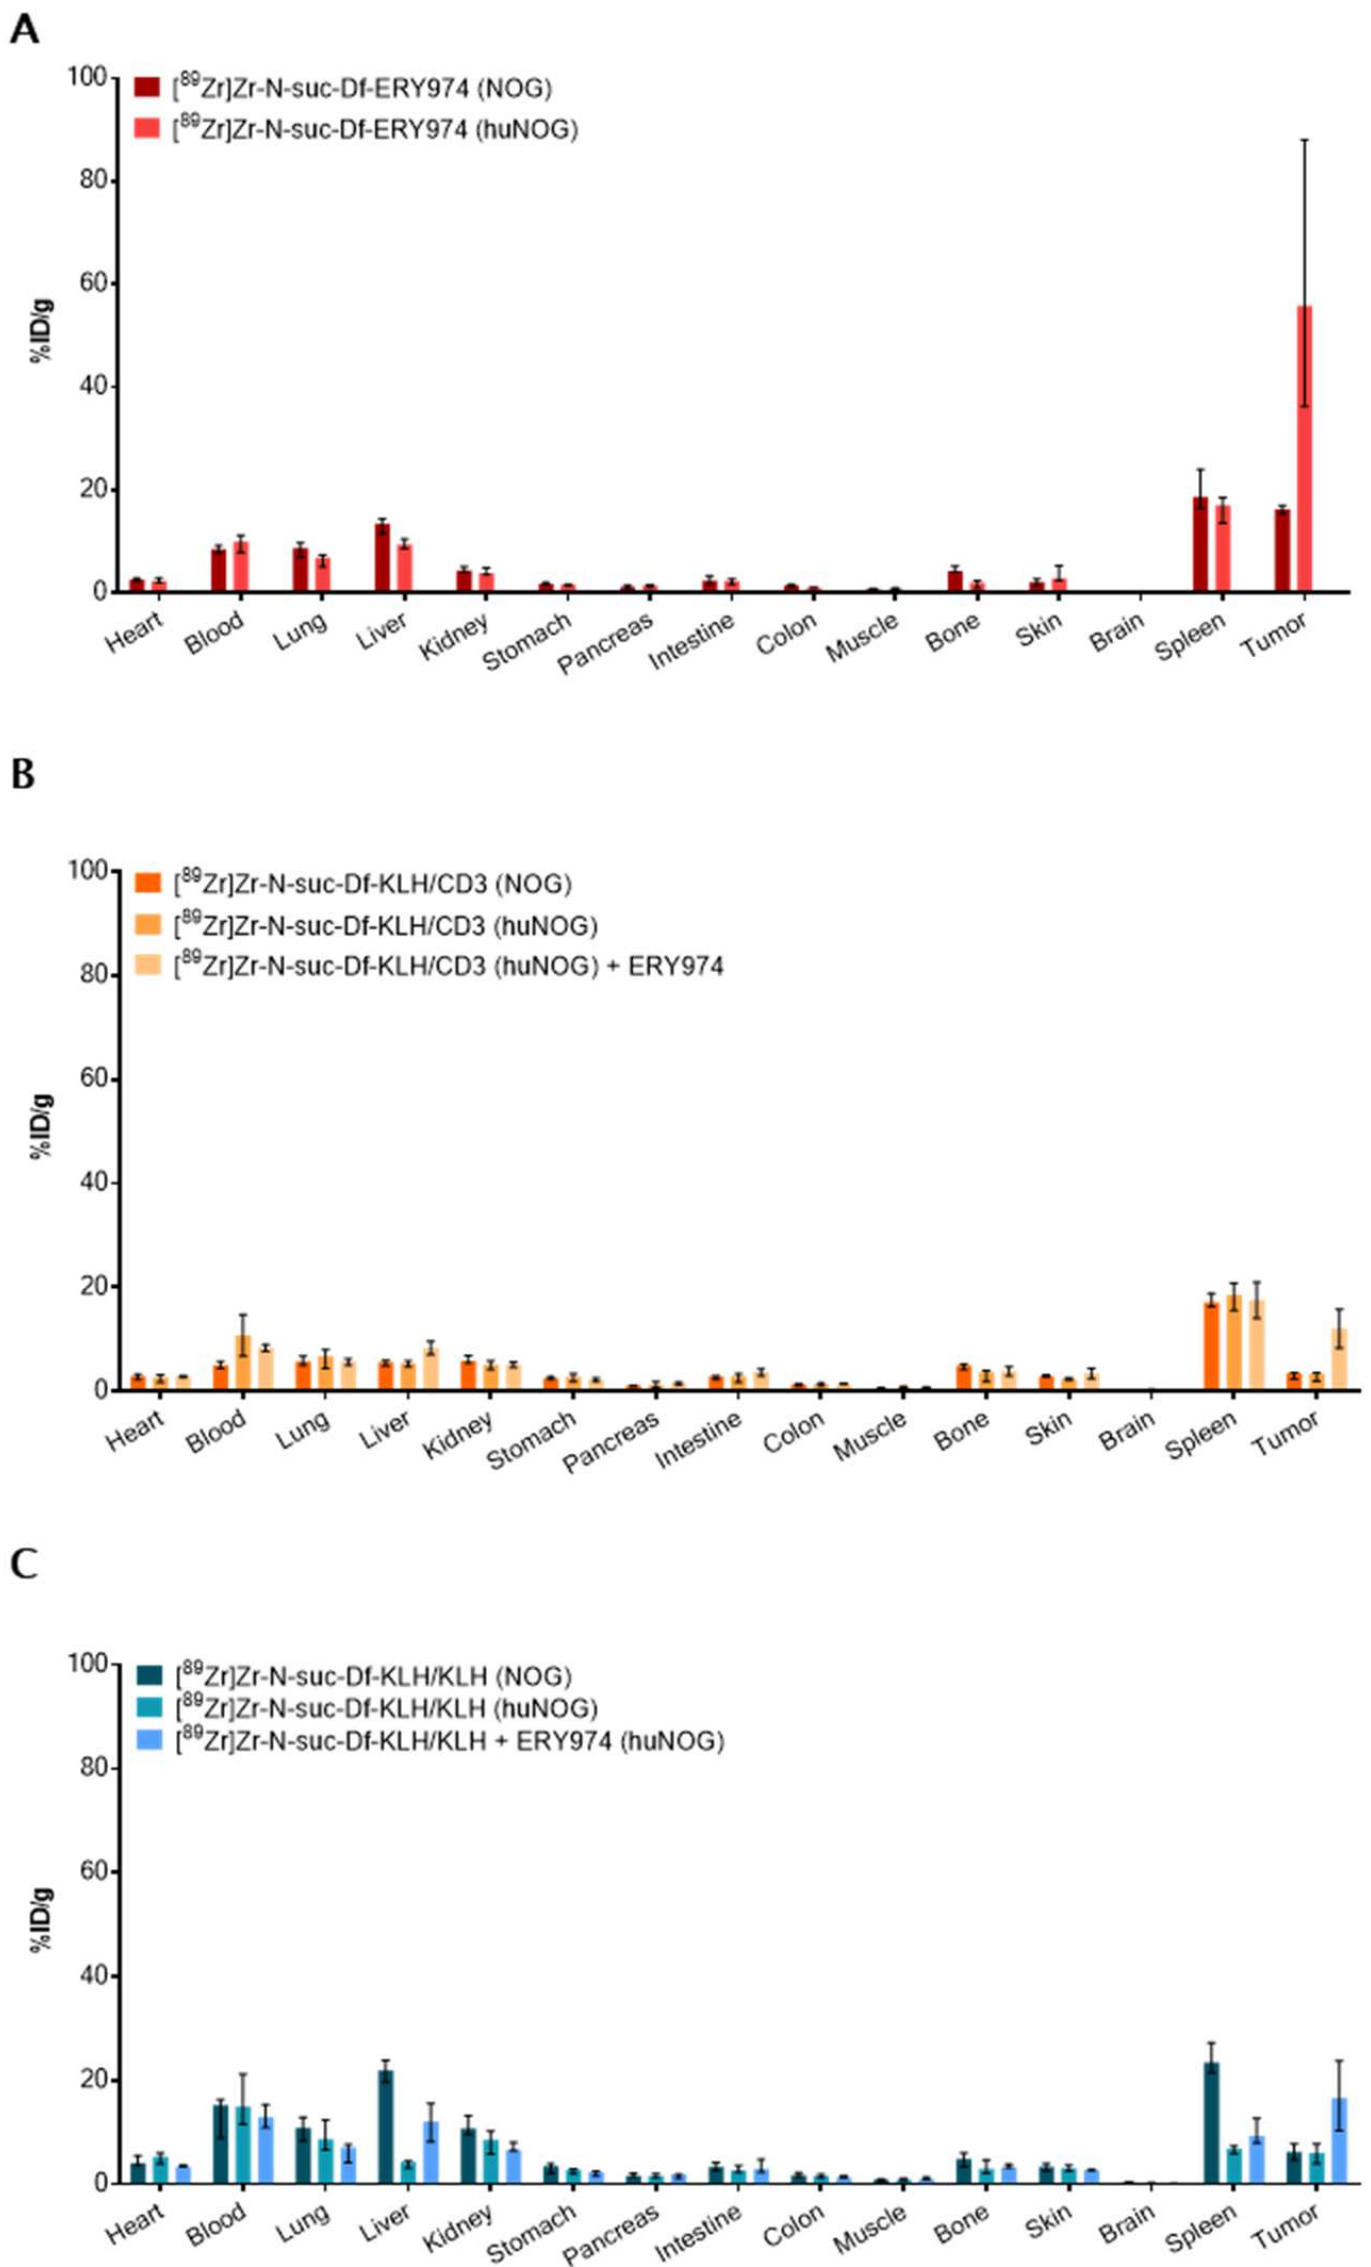 A
100
80
60
40
20
0
%ID/g
[89Zr]Zr-N-suc-Df-ERY974 (NOG)
[89Zr]Zr-N-suc-Df-ERY974 (huNOG)
Heart Blood Lung Liver Kidney Stomach Pancreas Intestine Colon Muscle Bone Skin Brain Spleen Tumor
B
100
80
60
40
20
0
%ID/g
[89Zr]Zr-N-suc-Df-KLH/CD3 (NOG)
[89Zr]Zr-N-suc-Df-KLH/CD3 (huNOG)
[89Zr]Zr-N-suc-Df-KLH/CD3 (huNOG) + ERY974
Heart Blood Lung Liver Kidney Stomach Pancreas Intestine Colon Muscle Bone Skin Brain Spleen Tumor
C
100
80
60
40
20
0
%ID/g
[89Zr]Zr-N-suc-Df-KLH/KLH (NOG)
[89Zr]Zr-N-suc-Df-KLH/KLH (huNOG)
[89Zr]Zr-N-suc-Df-KLH/KLH + ERY974 (huNOG)
Heart Blood Lung Liver Kidney Stomach Pancreas Intestine Colon Muscle Bone Skin Brain Spleen Tumor